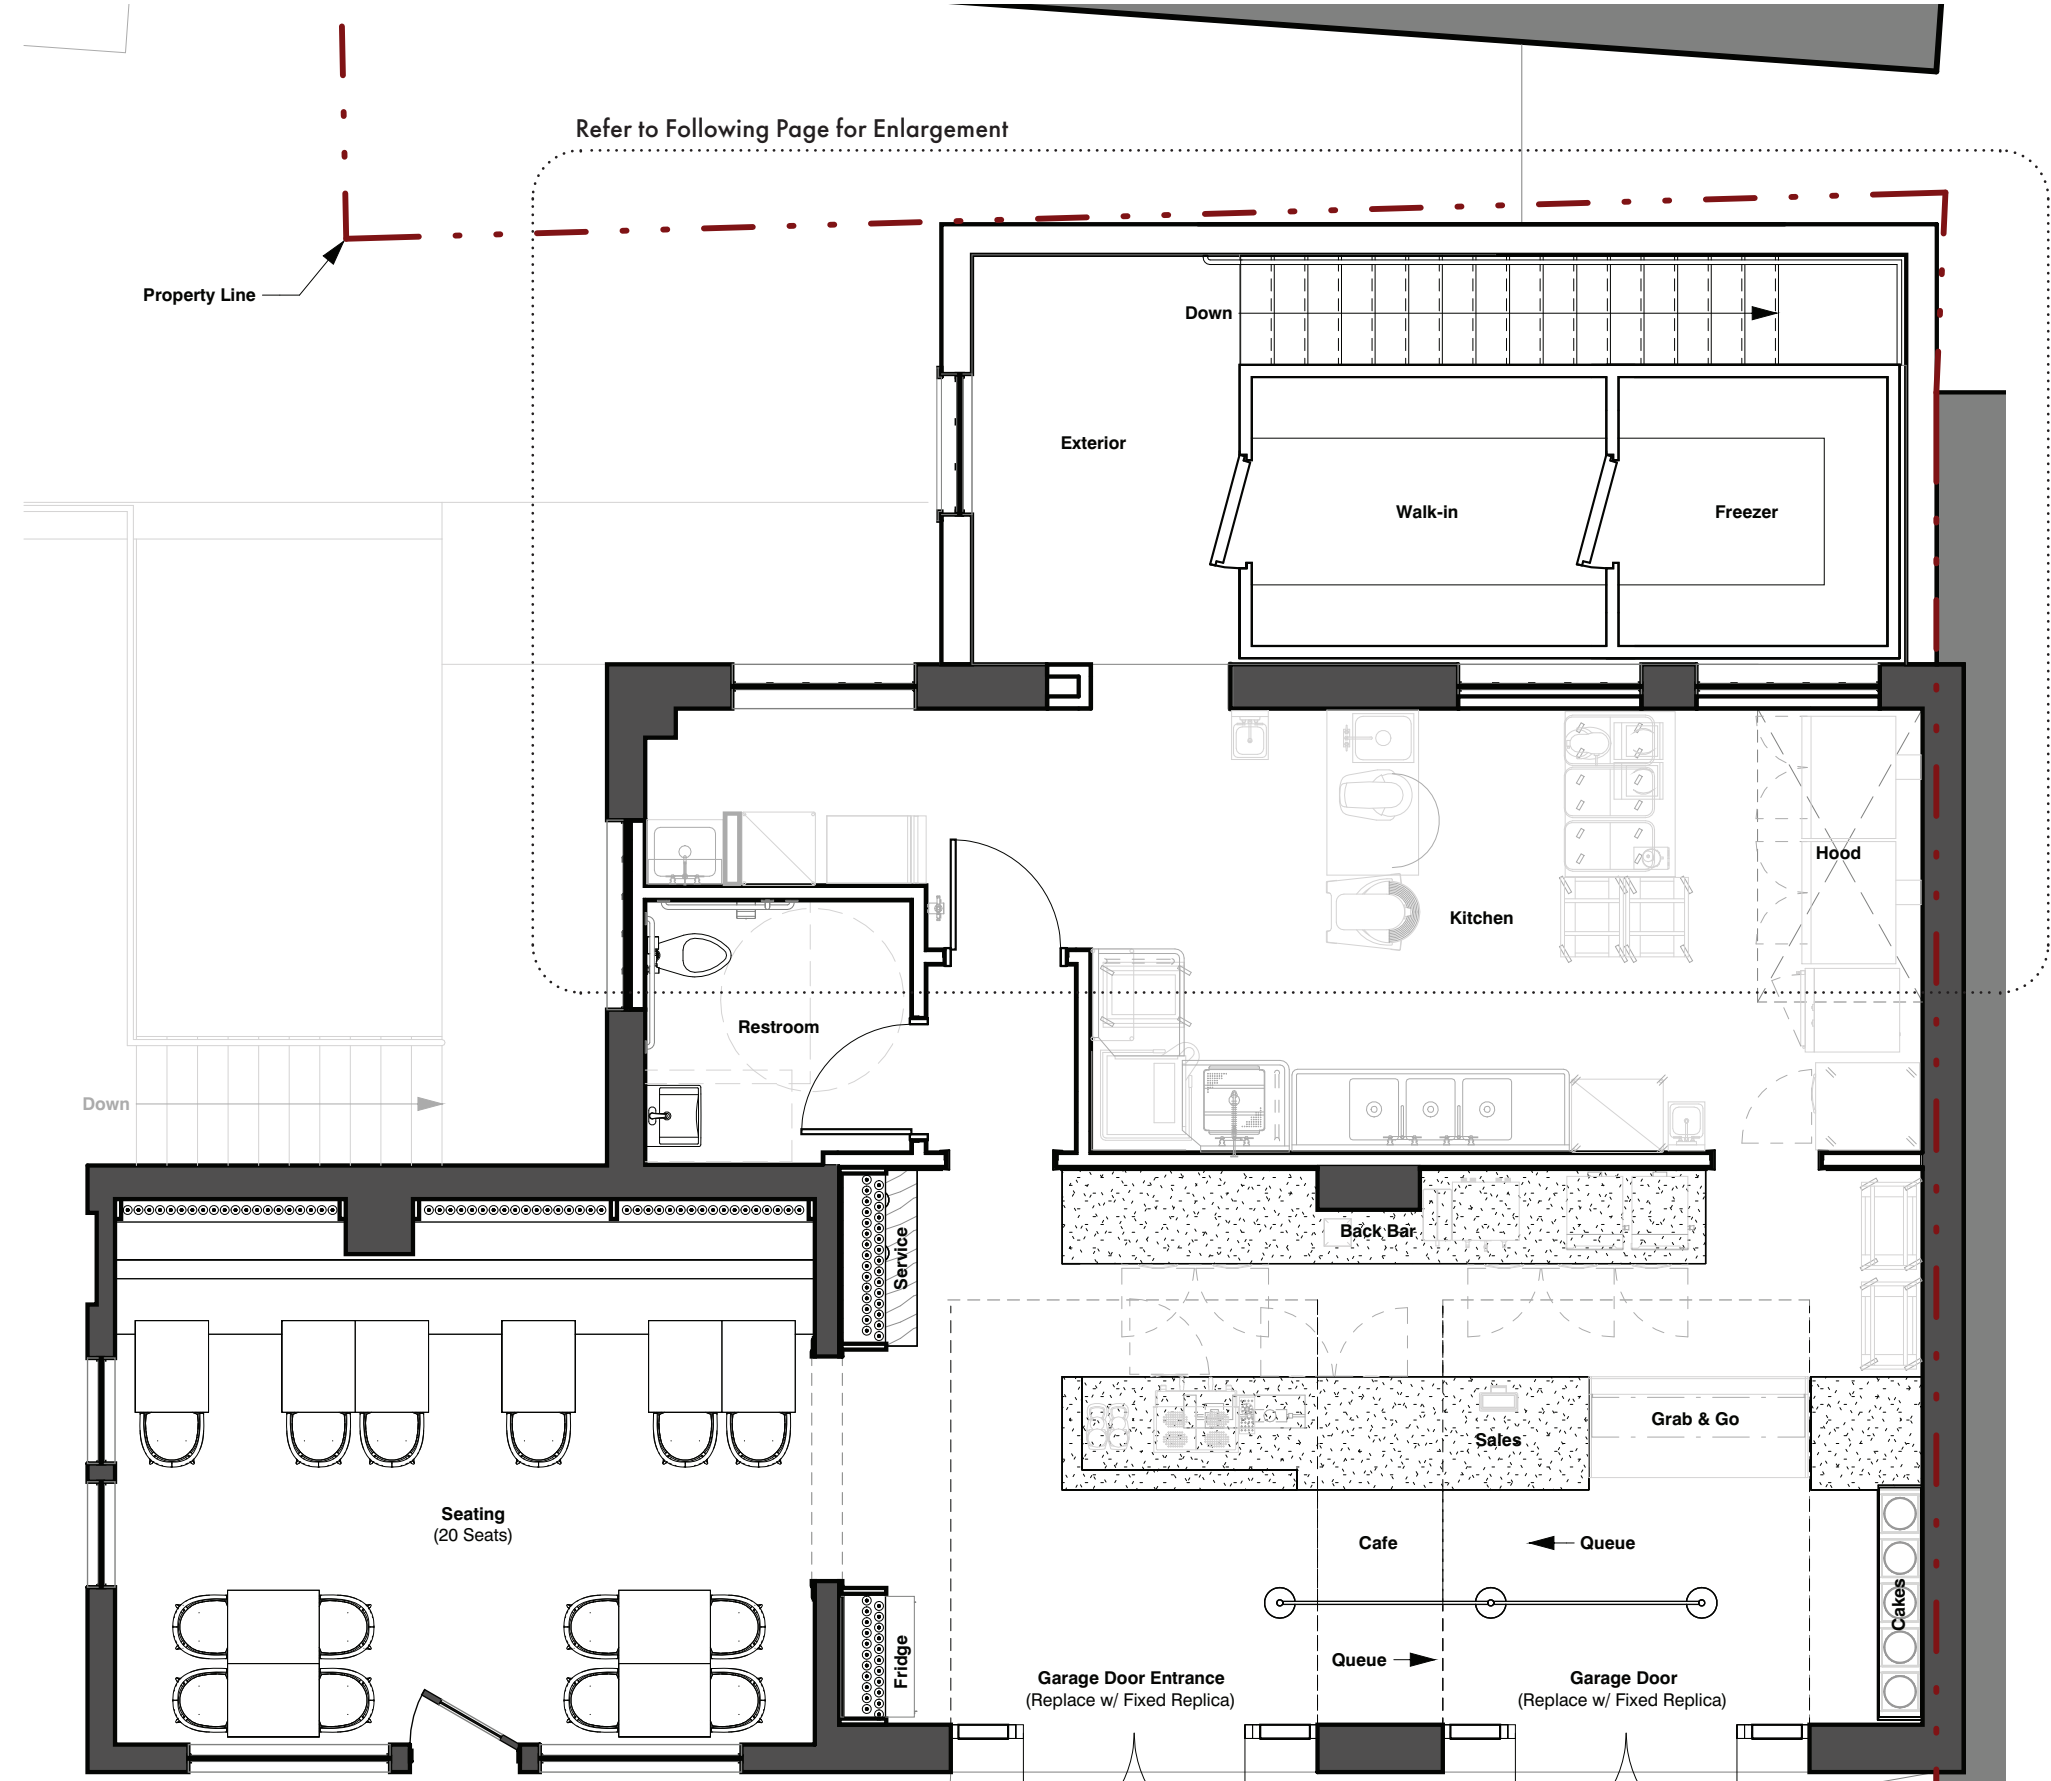 Refer to Following Page for Enlargement
Property Line
Down
Exterior
Walk-in
Freezer
Hood
Kitchen
Restroom
Down
Back Bar
Service
Grab & Go
Sales
Seating
(20 Seats)
Cafe
Queue
Cakes
Fridge
Queue
Garage Door Entrance
(Replace w/ Fixed Replica)
Garage Door
(Replace w/ Fixed Replica)